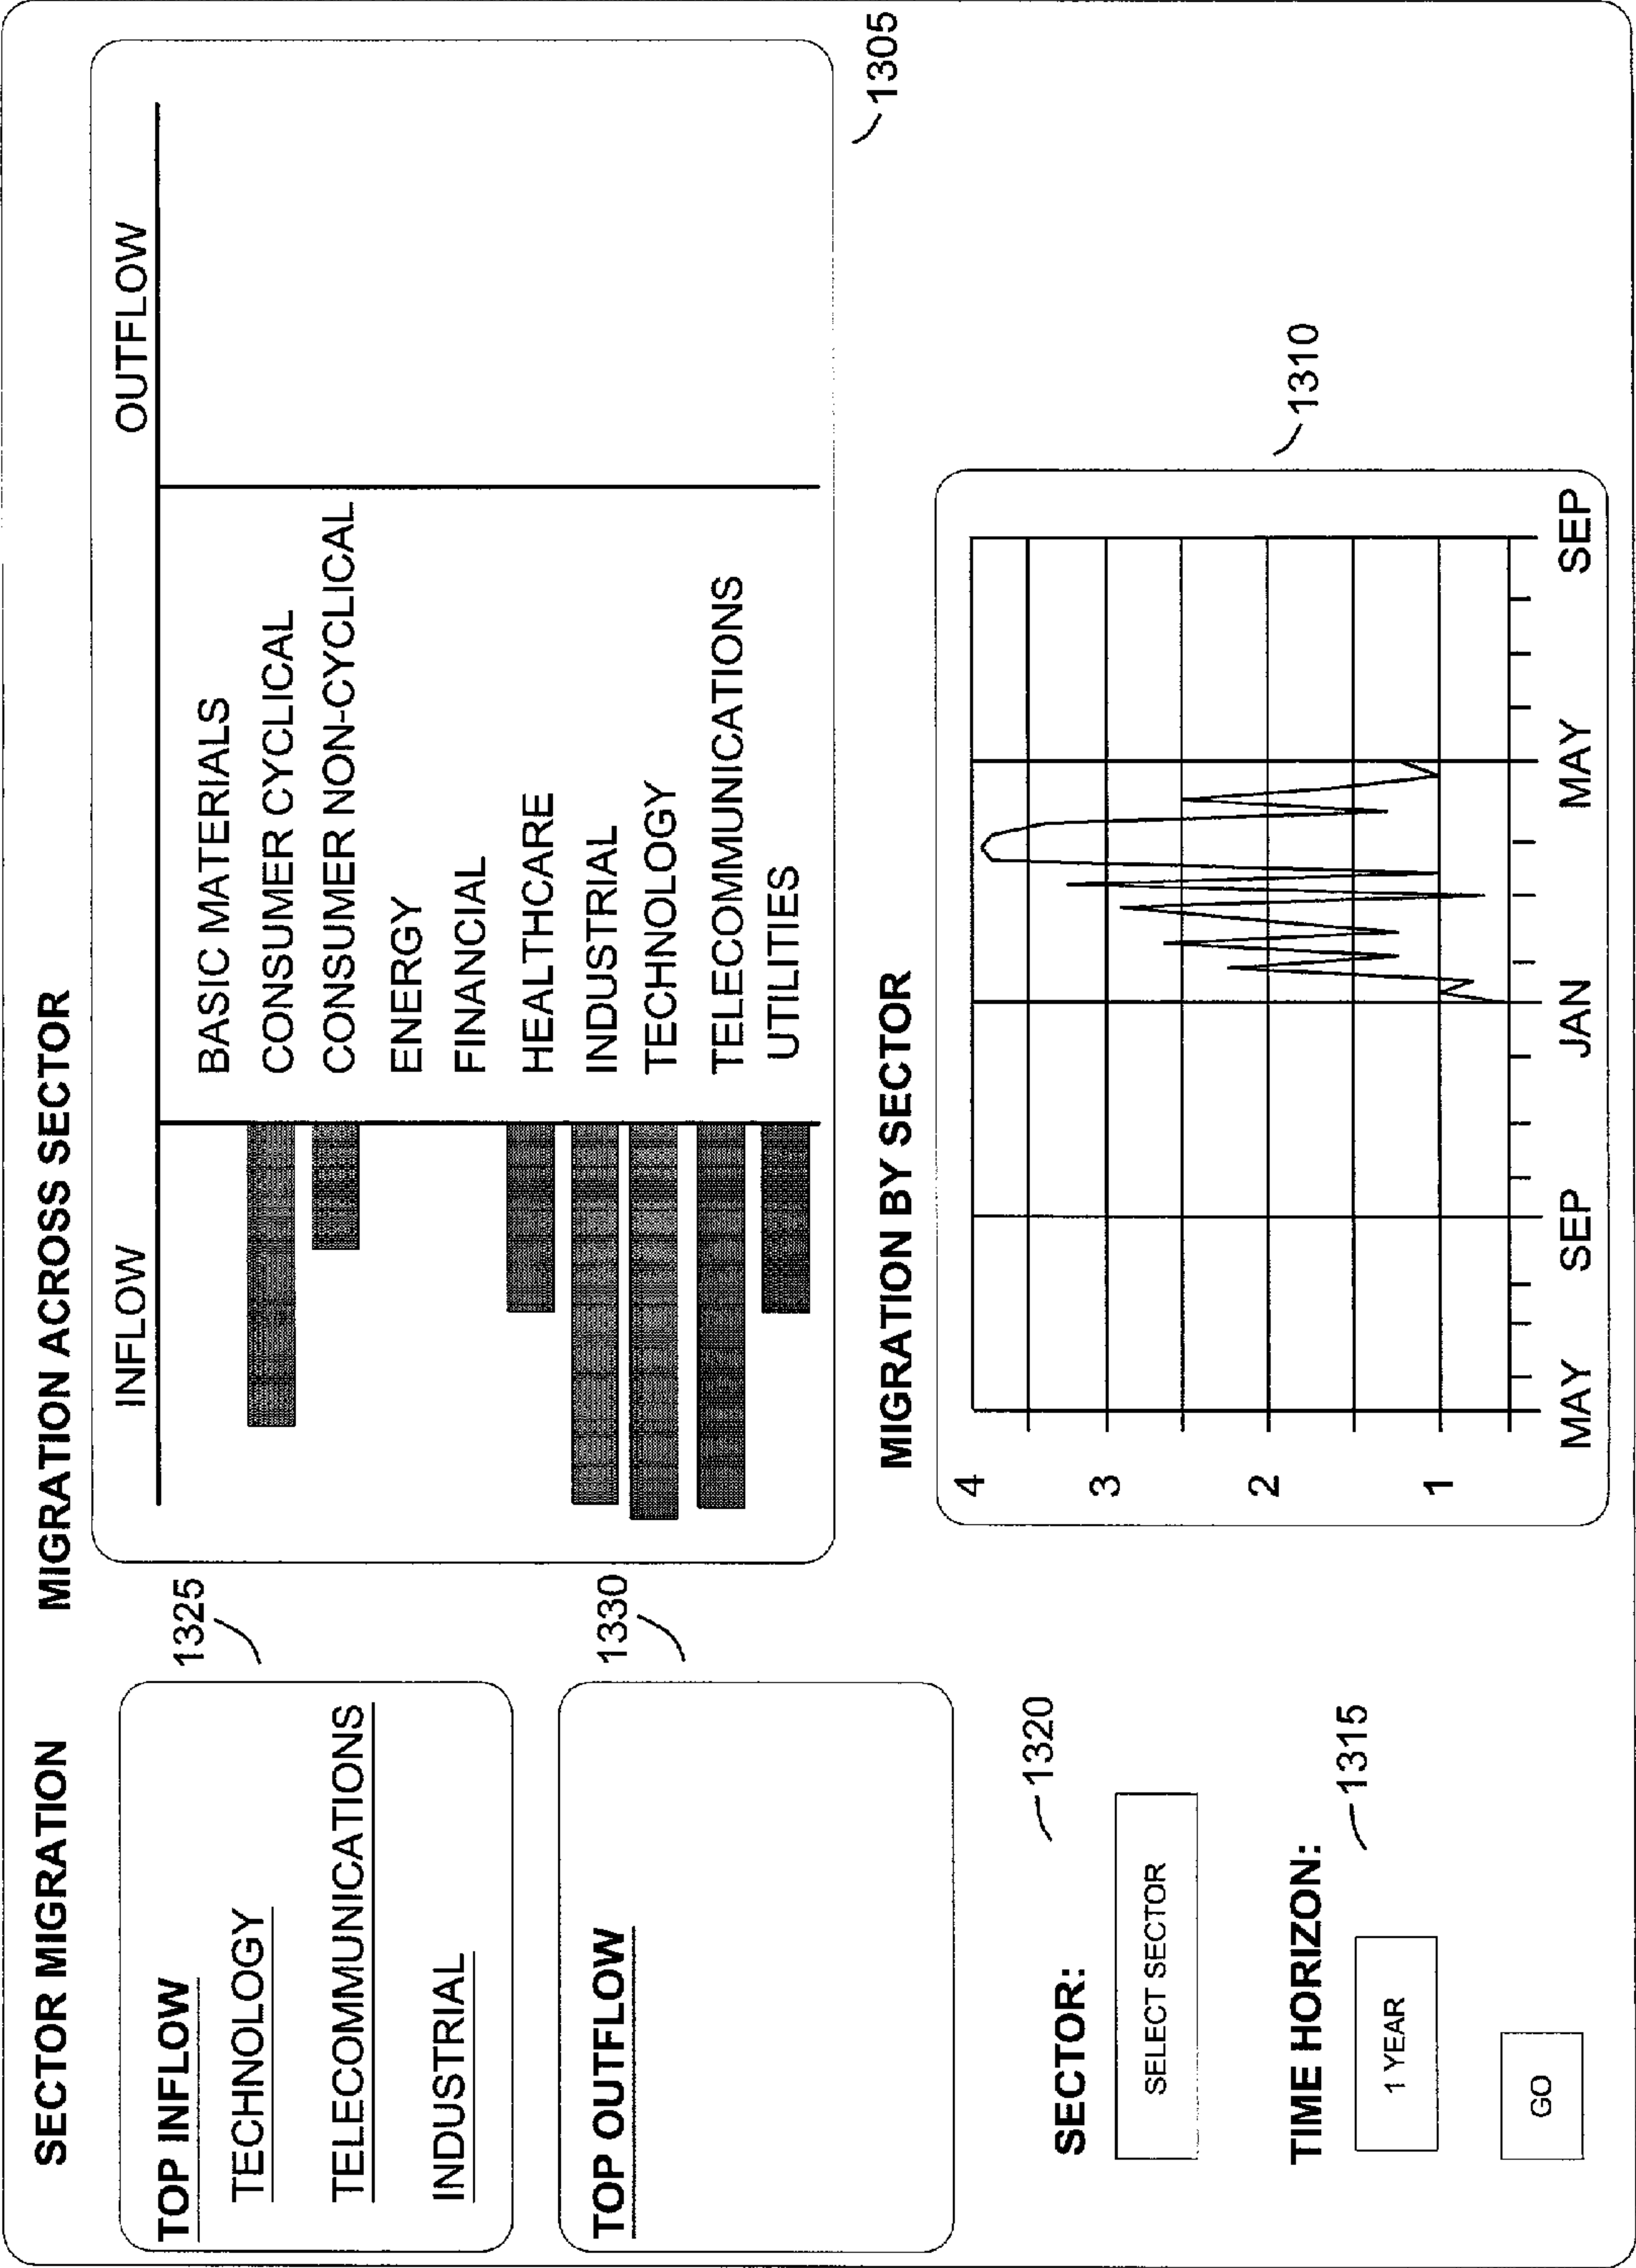 SECTOR MIGRATION
TOP INFLOW
TECHNOLOGY
TELECOMMUNICATIONS
INDUSTRIAL
1325
TOP OUTFLOW
1330
SECTOR:
1320
SELECT SECTOR
TIME HORIZON:
1315
1 YEAR
GO
MIGRATION ACROSS SECTOR
INFLOW
OUTFLOW
BASIC MATERIALS
CONSUMER CYCLICAL
CONSUMER NON-CYCLICAL
ENERGY
FINANCIAL
HEALTHCARE
INDUSTRIAL
TECHNOLOGY
TELECOMMUNICATIONS
UTILITIES
1305
MIGRATION BY SECTOR
4
3
2
1
MAY SEP JAN MAY SEP
1310